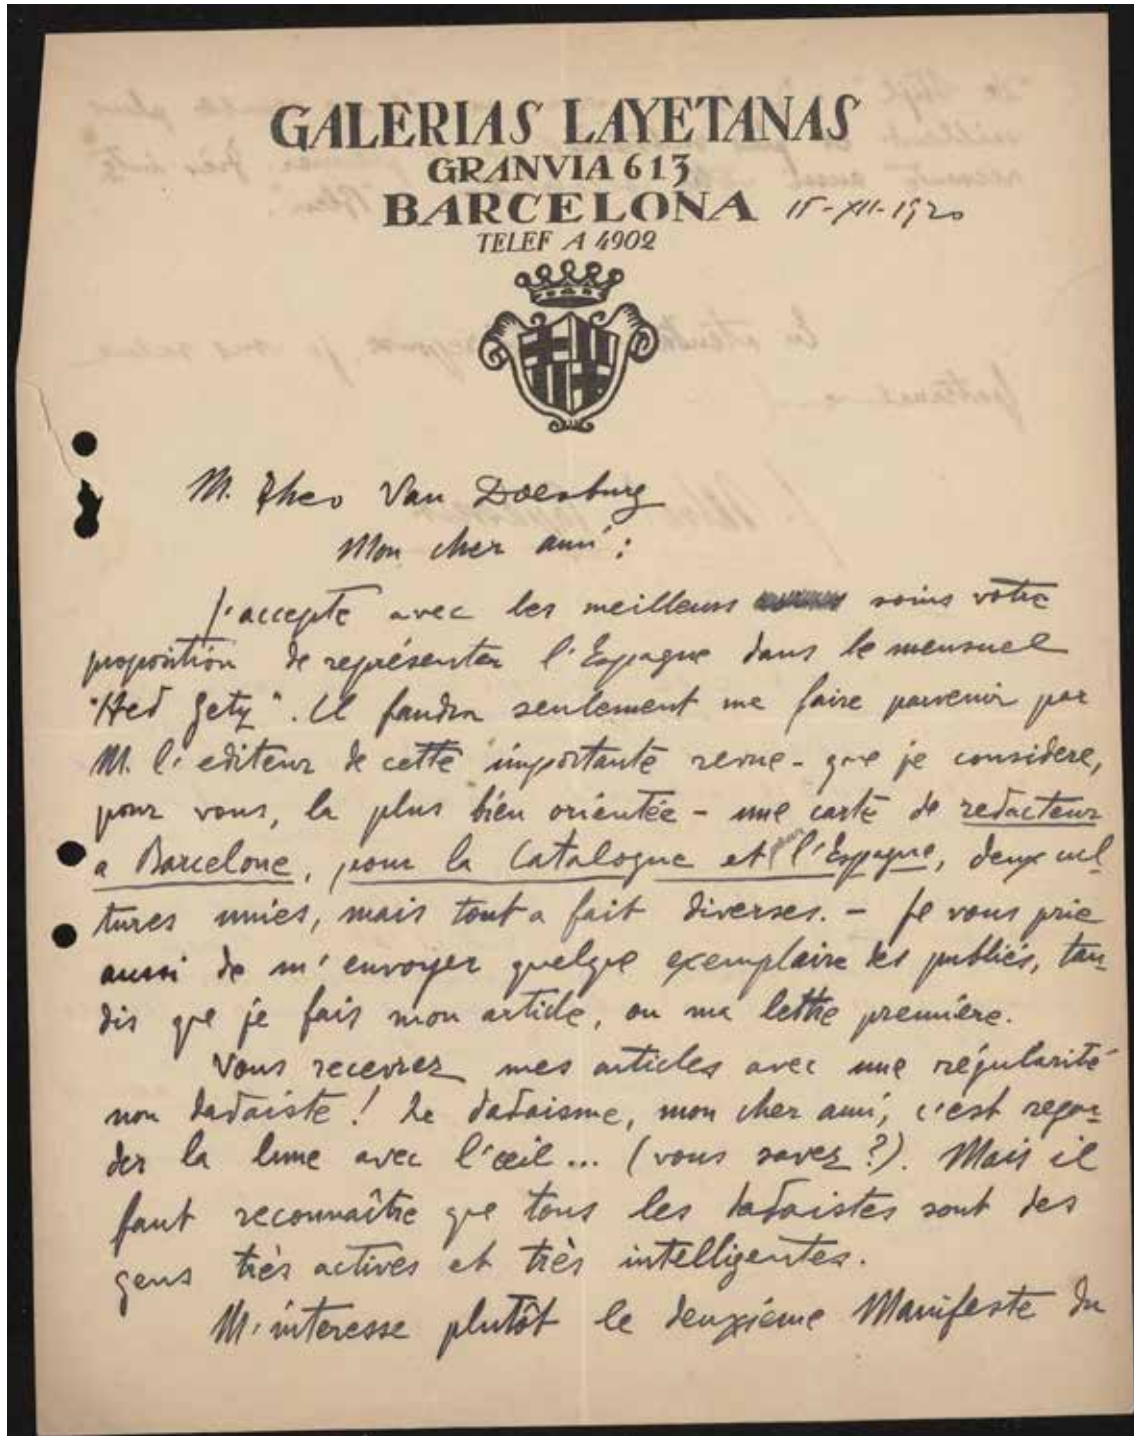 GALERIAS LAYETANAS
GRANVIA 613
BARCELONA 15-XII-1920
TELEF A 4902
M. Theo Van Doesburg
Mon cher ami :
J'accepte avec les meilleurs soins votre
proposition de représenter l'Espagne dans le mensuel
"Hed Getij". Il faudra seulement me faire parvenir par
M. l'editeur de cette importante revue - que je considere,
pour vous, la plus bien orientée - une carte de redacteur
a Barcelone, pour la Catalogne et pour l'Espagne, deux cul-
tures unies, mais tout a fait diverses. - Je vous prie
aussi de m'envoyer quelque exemplaire des publiés, tan-
dis que je fais mon article, ou ma lettre première.
Vous recevrez mes articles avec une régularité
non dadaiste ! Le dadaisme, mon cher ami, c'est regar-
der la lune avec l'œil ... (vous savez ?). Mais il
faut reconnaître que tous les dadaistes sont des
gens très actives et très intelligentes.
M'interesse plutôt le deuxième Manifeste du